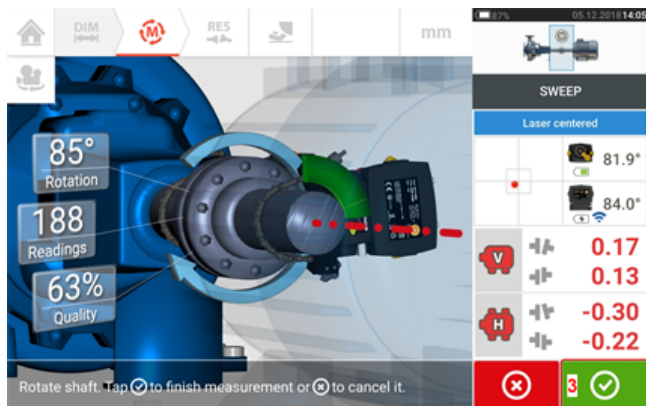 DIM
M
RES
mm
87%
05.12.2018 14:05
SWEEP
Laser centered
85°
Rotation
188
Readings
63%
Quality
81.9°
84.0°
V
0.17
0.13
H
-0.30
-0.22
Rotate shaft. Tap to finish measurement or to cancel it.
3